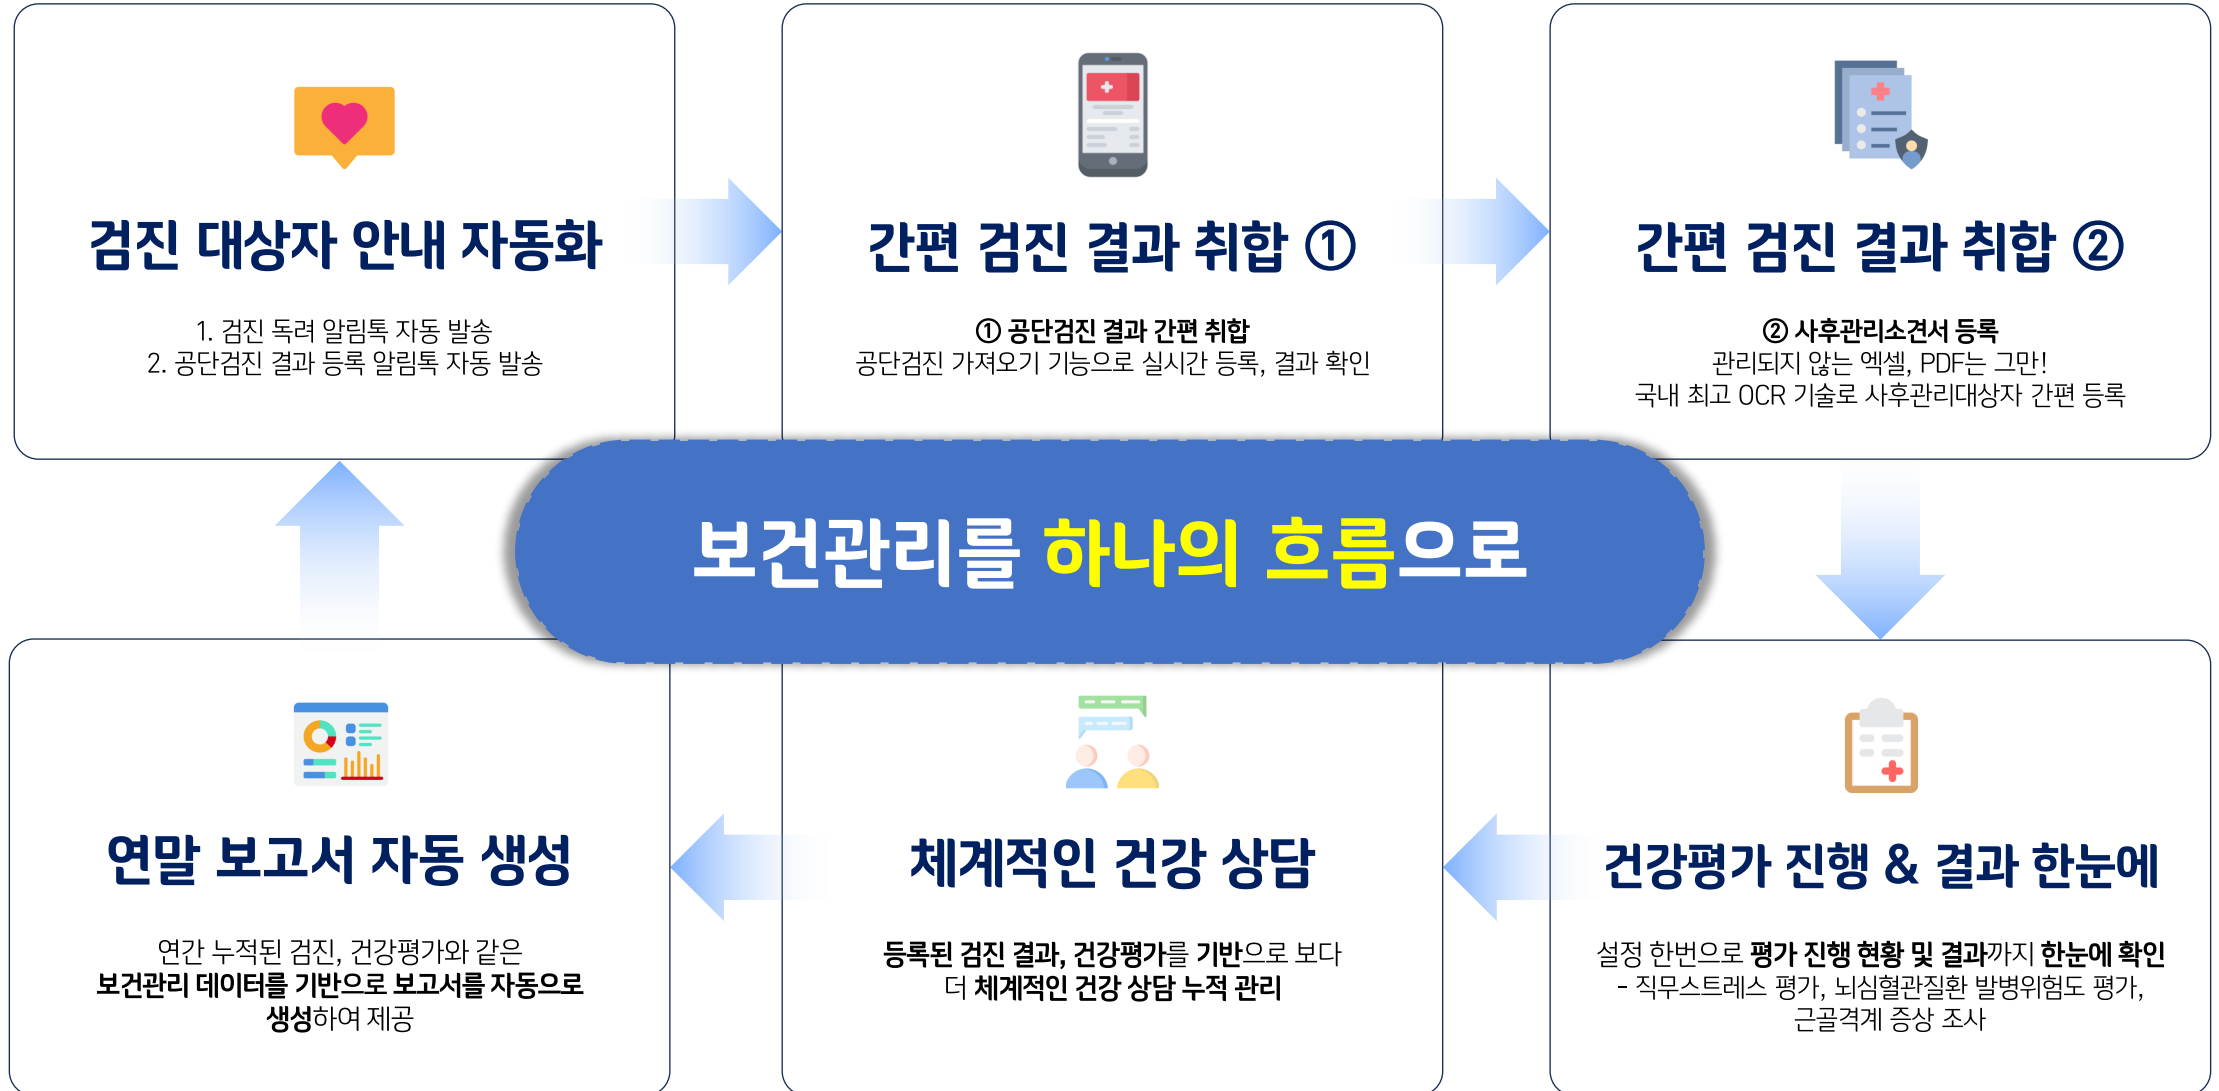 검진 대상자 안내 자동화
1. 검진 독려 알림톡 자동 발송
2. 공단검진 결과 등록 알림톡 자동 발송
간편 검진 결과 취합 ①
① 공단검진 결과 간편 취합
공단검진 가져오기 기능으로 실시간 등록, 결과 확인
간편 검진 결과 취합 ②
② 사후관리소견서 등록
관리되지 않는 엑셀, PDF는 그만!
국내 최고 OCR 기술로 사후관리대상자 간편 등록
보건관리를 하나의 흐름으로
연말 보고서 자동 생성
연간 누적된 검진, 건강평가와 같은
보건관리 데이터를 기반으로 보고서를 자동으로
생성하여 제공
체계적인 건강 상담
등록된 검진 결과, 건강평가를 기반으로 보다
더 체계적인 건강 상담 누적 관리
건강평가 진행 & 결과 한눈에
설정 한번으로 평가 진행 현황 및 결과까지 한눈에 확인
- 직무스트레스 평가, 뇌심혈관질환 발병위험도 평가,
근골격계 증상 조사